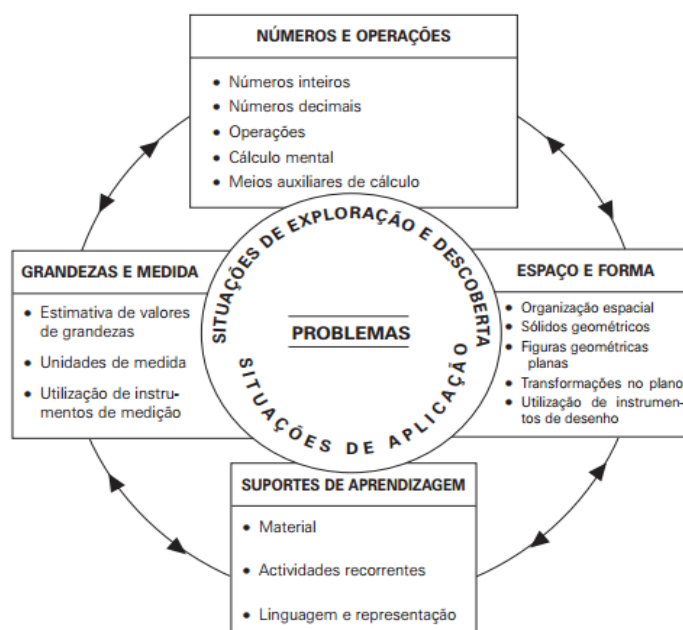 NÚMEROS E OPERAÇÕES
• Números inteiros
• Números decimais
• Operações
• Cálculo mental
• Meios auxiliares de cálculo
GRANDEZAS E MEDIDA
• Estimativa de valores
de grandezas
• Unidades de medida
• Utilização de instru-
mentos de medição
SITUAÇÕES DE EXPLORAÇÃO E DESCOBERTA
PROBLEMAS
SITUAÇÕES DE APLICAÇÃO
ESPAÇO E FORMA
• Organização espacial
• Sólidos geométricos
• Figuras geométricas
planas
• Transformações no plano
• Utilização de instrumen-
tos de desenho
SUPORTES DE APRENDIZAGEM
• Material
• Actividades recorrentes
• Linguagem e representação